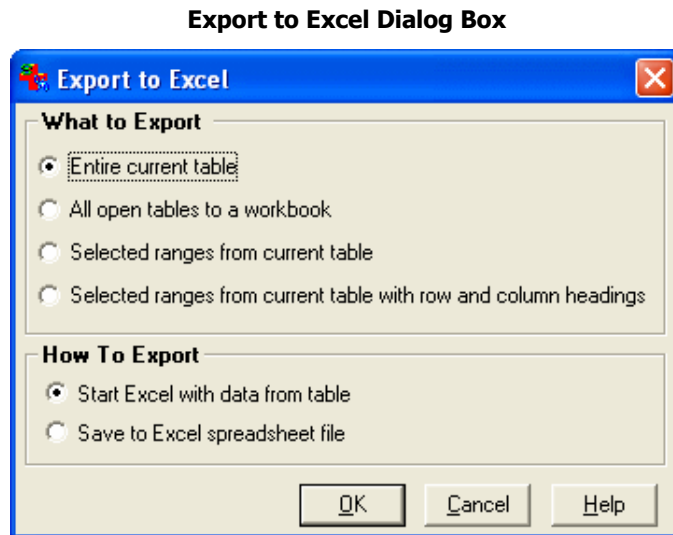 Export to Excel Dialog Box
Export to Excel
What to Export
Entire current table
All open tables to a workbook
Selected ranges from current table
Selected ranges from current table with row and column headings
How To Export
Start Excel with data from table
Save to Excel spreadsheet file
OK Cancel Help